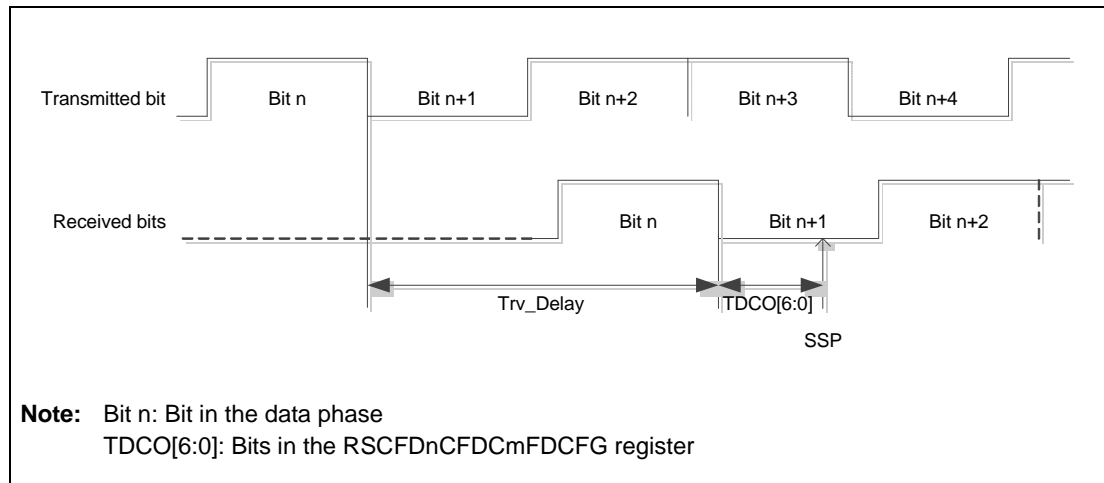 Transmitted bit
Bit n
Bit n+1
Bit n+2
Bit n+3
Bit n+4
Received bits
Bit n
Bit n+1
Bit n+2
Trv_Delay
TDCO[6:0]
SSP
Note: Bit n: Bit in the data phase
TDCO[6:0]: Bits in the RSCFDnCFDCmFDCFG register